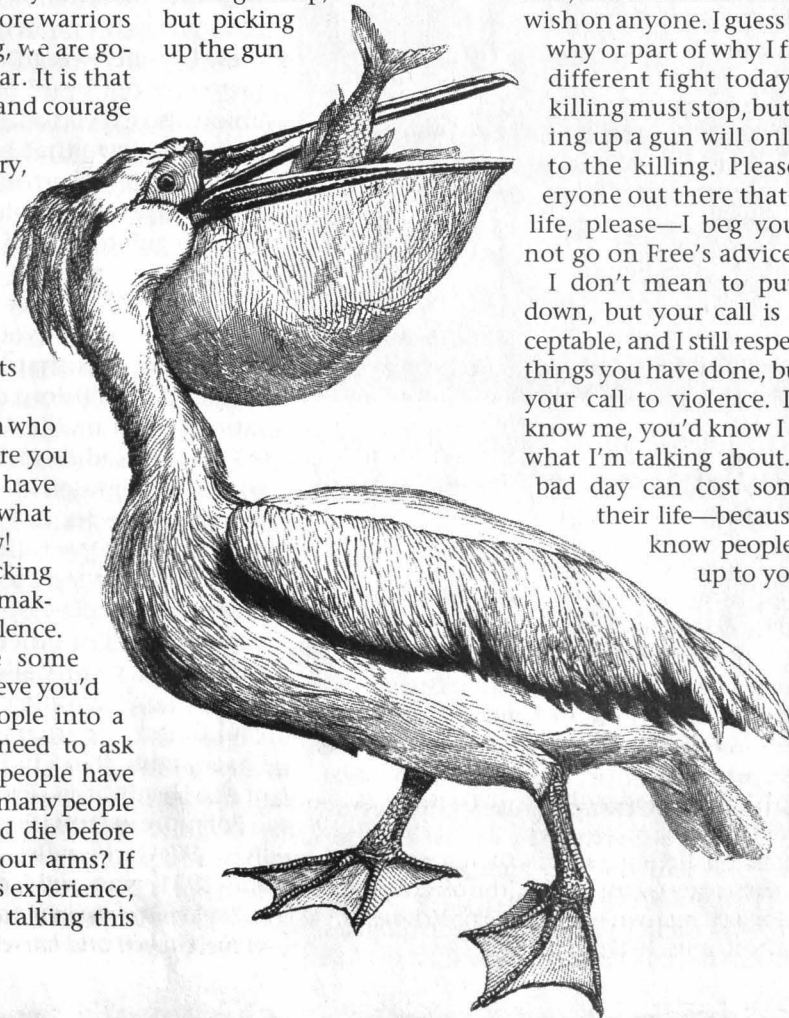 ore warriors
g, we are go-
ar. It is that
and courage
ry,
ts
who
re you
have
what
y!
cking
mak-
lence.
some
eve you'd
ople into a
need to ask
people have
many people
d die before
our arms? If
s experience,
talking this
but picking
up the gun
wish on anyone. I guess
why or part of why I f
different fight today
killing must stop, but
ing up a gun will onl
to the killing. Please
eryone out there that
life, please—I beg you
not go on Free's advice
I don't mean to put
down, but your call is
ceptable, and I still respe
things you have done, bu
your call to violence. I
know me, you'd know I
what I'm talking about.
bad day can cost som
their life—becaus
know people
up to yo